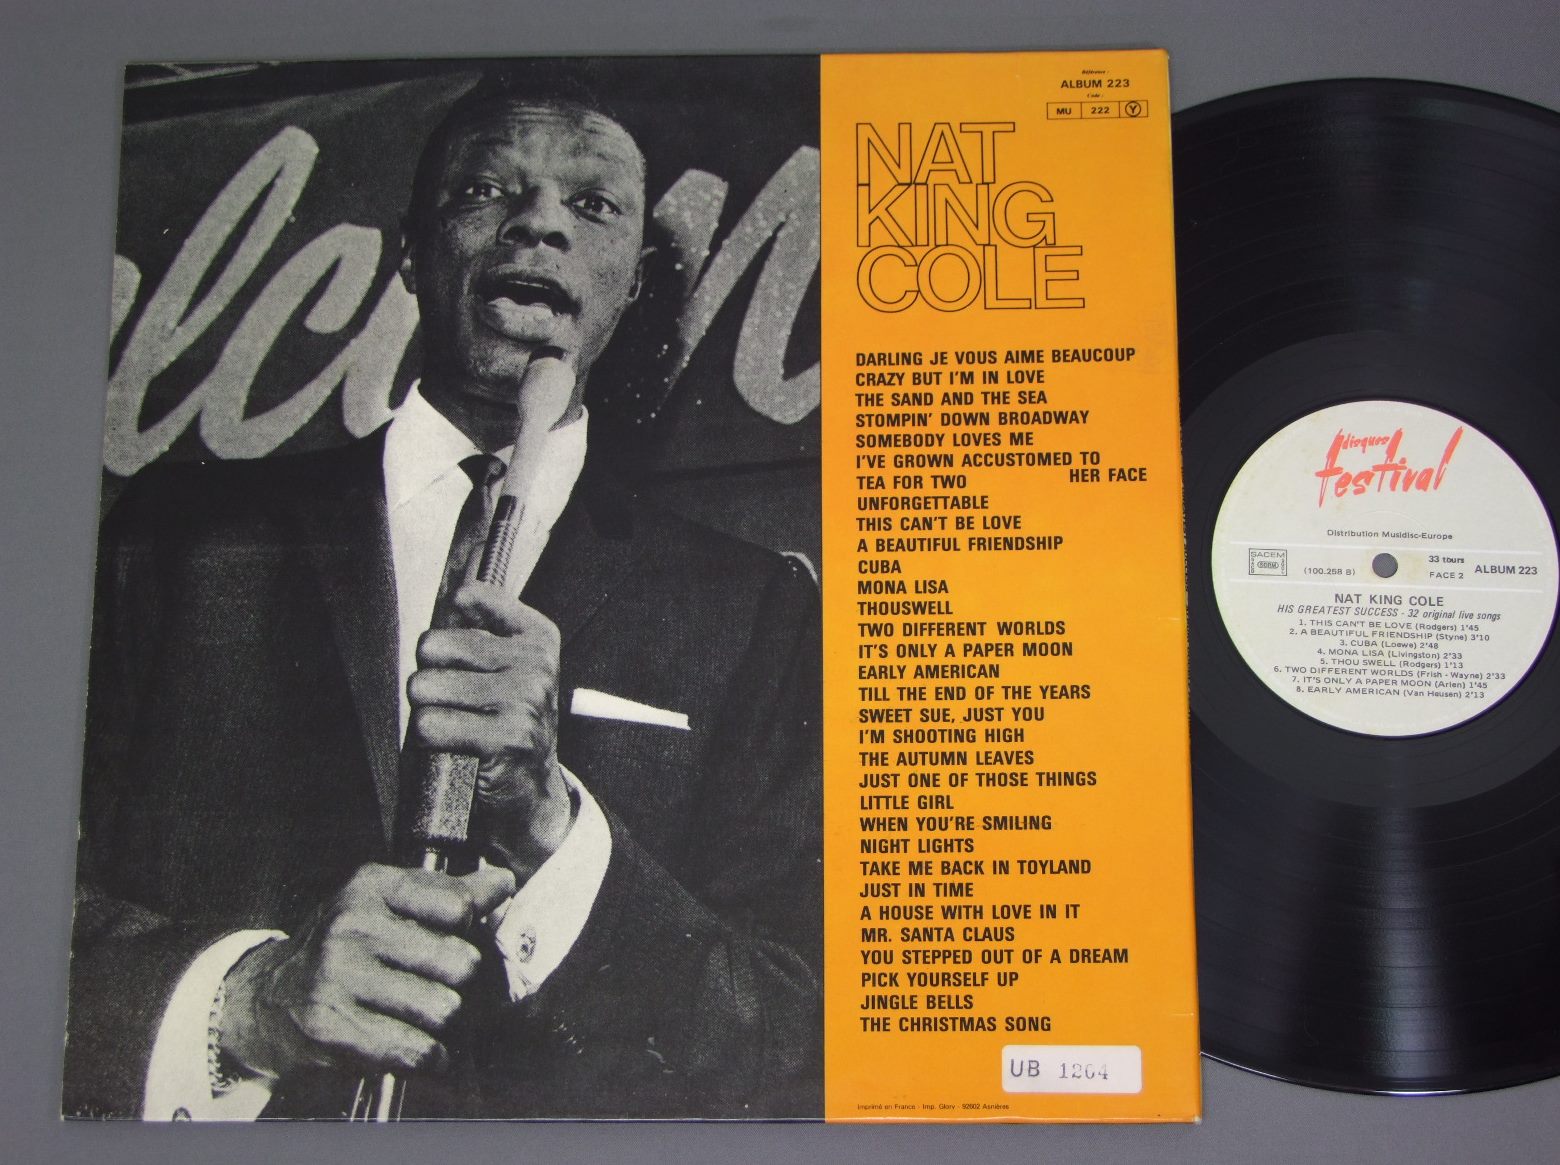 Référence :
ALBUM 223
Code :
MU 222 Y
NAT
KING
COLE
DARLING JE VOUS AIME BEAUCOUP
CRAZY BUT I'M IN LOVE
THE SAND AND THE SEA
STOMPIN' DOWN BROADWAY
SOMEBODY LOVES ME
I'VE GROWN ACCUSTOMED TO
HER FACE
TEA FOR TWO
UNFORGETTABLE
THIS CAN'T BE LOVE
A BEAUTIFUL FRIENDSHIP
CUBA
MONA LISA
THOUSWELL
TWO DIFFERENT WORLDS
IT'S ONLY A PAPER MOON
EARLY AMERICAN
TILL THE END OF THE YEARS
SWEET SUE, JUST YOU
I'M SHOOTING HIGH
THE AUTUMN LEAVES
JUST ONE OF THOSE THINGS
LITTLE GIRL
WHEN YOU'RE SMILING
NIGHT LIGHTS
TAKE ME BACK IN TOYLAND
JUST IN TIME
A HOUSE WITH LOVE IN IT
MR. SANTA CLAUS
YOU STEPPED OUT OF A DREAM
PICK YOURSELF UP
JINGLE BELLS
THE CHRISTMAS SONG
UB 1204
Imprimé en France - Imp. Glory - 92602 Asnières
disques
festival
Distribution Musidisc-Europe
SACEM
SDRM
(100.258 B)
33 tours
FACE 2
ALBUM 223
NAT KING COLE
HIS GREATEST SUCCESS - 32 original live songs
1. THIS CAN'T BE LOVE (Rodgers) 1'45
2. A BEAUTIFUL FRIENDSHIP (Styne) 3'10
3. CUBA (Loewe) 2'48
4. MONA LISA (Livingston) 2'33
5. THOU SWELL (Rodgers) 1'13
6. TWO DIFFERENT WORLDS (Frish - Wayne) 2'33
7. IT'S ONLY A PAPER MOON (Arlen) 1'45
8. EARLY AMERICAN (Van Heusen) 2'13